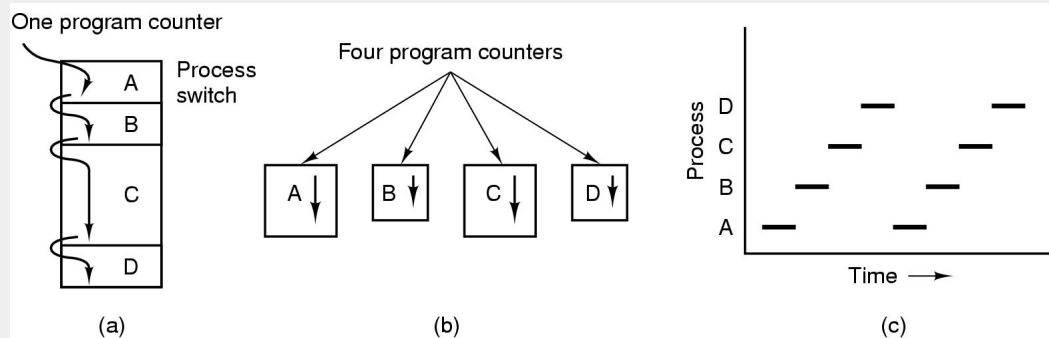 One program counter
A
Process
switch
B
C
D
(a)
Four program counters
A
B
C
D
(b)
Process
D
C
B
A
Time
(c)